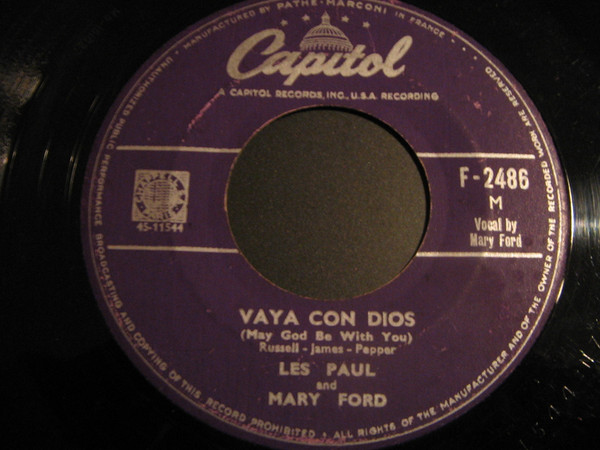 MANUFACTURED BY PATHE-MARCONI IN FRANCE
Capitol
A CAPITOL RECORDS, INC., U.S.A. RECORDING
F-2486
M
Vocal by
Mary Ford
45-11544
VAYA CON DIOS
(May God Be With You)
Russell - James - Pepper
LES PAUL
and
MARY FORD
UNAUTHORIZED PUBLIC PERFORMANCE BROADCASTING AND COPYING OF THIS RECORD PROHIBITED • ALL RIGHTS OF THE MANUFACTURER AND OF THE OWNER OF THE RECORDED WORK ARE RESERVED